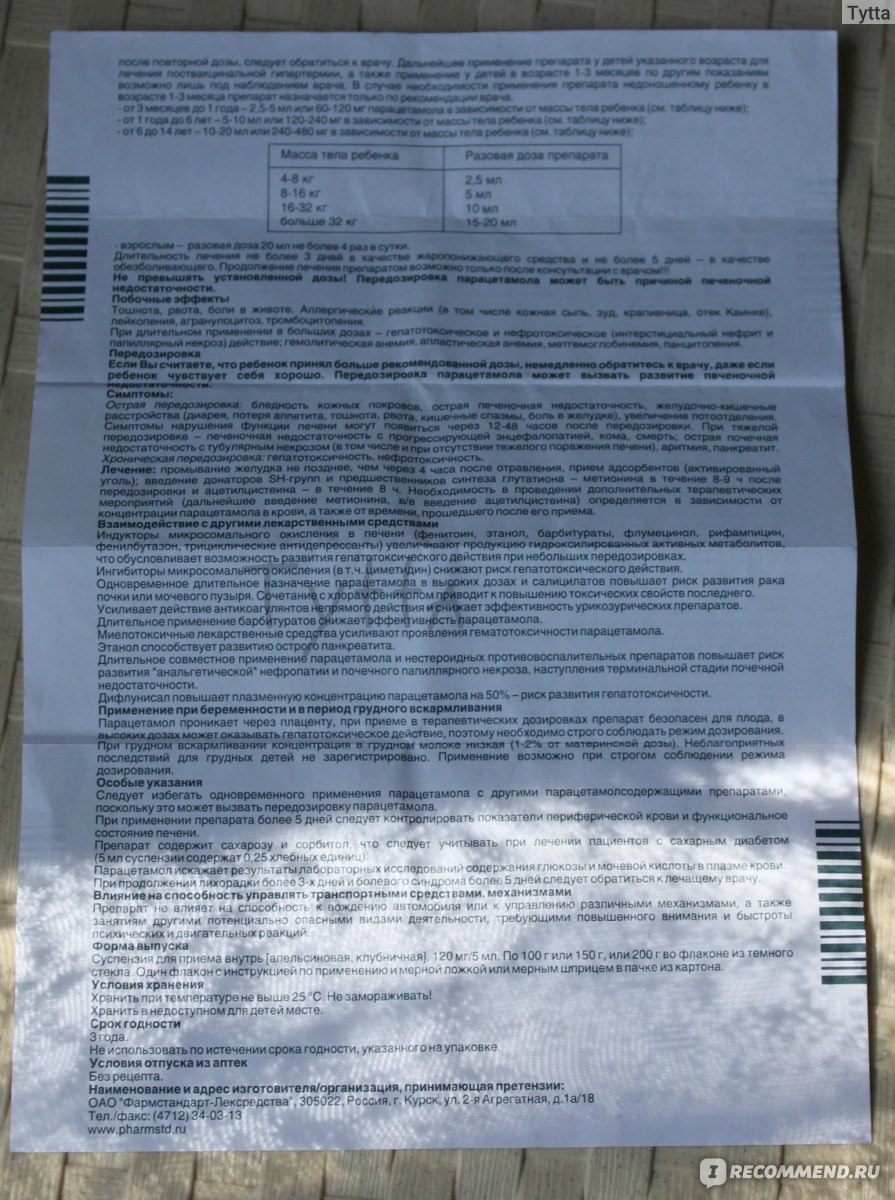 Tytta
после повторной дозы, следует обратиться к врачу. Дальнейшее применение препарата у детей указанного возраста для
лечения поствакцинальной гипертермии, а также применение у детей в возрасте 1-3 месяцев по другим показаниям
возможно лишь под наблюдением врача. В случае необходимости применения препарата недоношенному ребенку в
возрасте 1-3 месяца препарат назначается только по рекомендации врача.
- от 3 месяцев до 1 года – 2,5-5 мл или 60-120 мг парацетамола в зависимости от массы тела ребенка (см. таблицу ниже);
- от 1 года до 6 лет – 5-10 мл или 120-240 мг в зависимости от массы тела ребенка (см. таблицу ниже);
- от 6 до 14 лет – 10-20 мл или 240-480 мг в зависимости от массы тела ребенка (см. таблицу ниже);
Масса тела ребенка Разовая доза препарата
4-8 кг 2,5 мл
8-16 кг 5 мл
16-32 кг 10 мл
больше 32 кг 15-20 мл
- взрослым – разовая доза 20 мл не более 4 раз в сутки.
Длительность лечения не более 3 дней в качестве жаропонижающего средства и не более 5 дней – в качестве
обезболивающего. Продолжение лечения препаратом возможно только после консультации с врачом!!!
Не превышать установленной дозы! Передозировка парацетамола может быть причиной печеночной
недостаточности.
Побочные эффекты
Тошнота, рвота, боли в животе. Аллергические реакции (в том числе кожная сыпь, зуд, крапивница, отек Квинке),
лейкопения, агранулоцитоз, тромбоцитопения.
При длительном применении в больших дозах – гепатотоксическое и нефротоксическое (интерстициальный нефрит и
папиллярный некроз) действие; гемолитическая анемия, апластическая анемия, метгемоглобинемия, панцитопения.
Передозировка
Если Вы считаете, что ребенок принял больше рекомендованной дозы, немедленно обратитесь к врачу, даже если
ребенок чувствует себя хорошо. Передозировка парацетамола может вызвать развитие печеночной
недостаточности.
Симптомы:
Острая передозировка: бледность кожных покровов, острая печеночная недостаточность, желудочно-кишечные
расстройства (диарея, потеря аппетита, тошнота, рвота, кишечные спазмы, боль в желудке), увеличение потоотделения.
Симптомы нарушения функции печени могут появиться через 12-48 часов после передозировки. При тяжелой
передозировке – печеночная недостаточность с прогрессирующей энцефалопатией, кома, смерть; острая почечная
недостаточность с тубулярным некрозом (в том числе и при отсутствии тяжелого поражения печени), аритмия, панкреатит.
Хроническая передозировка: гепатотоксичность, нефротоксичность.
Лечение: промывание желудка не позднее, чем через 4 часа после отравления, прием адсорбентов (активированный
уголь); введение донаторов SH-групп и предшественников синтеза глутатиона – метионина в течение 8-9 ч после
передозировки и ацетилцистеина – в течение 8 ч. Необходимость в проведении дополнительных терапевтических
мероприятий (дальнейшее введение метионина, в/в введение ацетилцистеина) определяется в зависимости от
концентрации парацетамола в крови, а также от времени, прошедшего после его приема.
Взаимодействие с другими лекарственными средствами
Индукторы микросомального окисления в печени (фенитоин, этанол, барбитураты, флумецинол, рифампицин,
фенилбутазон, трициклические антидепрессанты) увеличивают продукцию гидроксилированных активных метаболитов,
что обусловливает возможность развития гепатотоксического действия при небольших передозировках.
Ингибиторы микросомального окисления (в т.ч. циметидин) снижают риск гепатотоксического действия.
Одновременное длительное назначение парацетамола в высоких дозах и салицилатов повышает риск развития рака
почки или мочевого пузыря. Сочетание с хлорамфениколом приводит к повышению токсических свойств последнего.
Усиливает действие антикоагулянтов непрямого действия и снижает эффективность урикозурических препаратов.
Длительное применение барбитуратов снижает эффективность парацетамола.
Миелотоксичные лекарственные средства усиливают проявления гематотоксичности парацетамола.
Этанол способствует развитию острого панкреатита.
Длительное совместное применение парацетамола и нестероидных противовоспалительных препаратов повышает риск
развития "анальгетической" нефропатии и почечного папиллярного некроза, наступления терминальной стадии почечной
недостаточности.
Дифлунисал повышает плазменную концентрацию парацетамола на 50% – риск развития гепатотоксичности.
Применение при беременности и в период грудного вскармливания
Парацетамол проникает через плаценту, при приеме в терапевтических дозировках препарат безопасен для плода, в
высоких дозах может оказывать гепатотоксическое действие, поэтому необходимо строго соблюдать режим дозирования.
При грудном вскармливании концентрация в грудном молоке низкая (1-2% от материнской дозы). Неблагоприятных
последствий для грудных детей не зарегистрировано. Применение возможно при строгом соблюдении режима
дозирования.
Особые указания
Следует избегать одновременного применения парацетамола с другими парацетамолсодержащими препаратами,
поскольку это может вызвать передозировку парацетамола.
При применении препарата более 5 дней следует контролировать показатели периферической крови и функциональное
состояние печени.
Препарат содержит сахарозу и сорбитол, что следует учитывать при лечении пациентов с сахарным диабетом
(5 мл суспензии содержат 0,25 хлебных единиц).
Парацетамол искажает результаты лабораторных исследований содержания глюкозы и мочевой кислоты в плазме крови.
При продолжении лихорадки более 3-х дней и болевого синдрома более 5 дней следует обратиться к лечащему врачу.
Влияние на способность управлять транспортными средствами, механизмами
Препарат не влияет на способность к вождению автомобиля или к управлению различными механизмами, а также
занятиям другими потенциально опасными видами деятельности, требующими повышенного внимания и быстроты
психических и двигательных реакций.
Форма выпуска
Суспензия для приема внутрь [апельсиновая, клубничная], 120 мг/5 мл. По 100 г или 150 г, или 200 г во флаконе из темного
стекла. Один флакон с инструкцией по применению и мерной ложкой или мерным шприцем в пачке из картона.
Условия хранения
Хранить при температуре не выше 25 °С. Не замораживать!
Хранить в недоступном для детей месте.
Срок годности
3 года.
Не использовать по истечении срока годности, указанного на упаковке.
Условия отпуска из аптек
Без рецепта.
Наименование и адрес изготовителя/организация, принимающая претензии:
ОАО "Фармстандарт-Лексредства", 305022, Россия, г. Курск, ул. 2-я Агрегатная, д.1а/18
Тел./факс: (4712) 34-03-13
www.pharmstd.ru
IRECOMMEND.RU